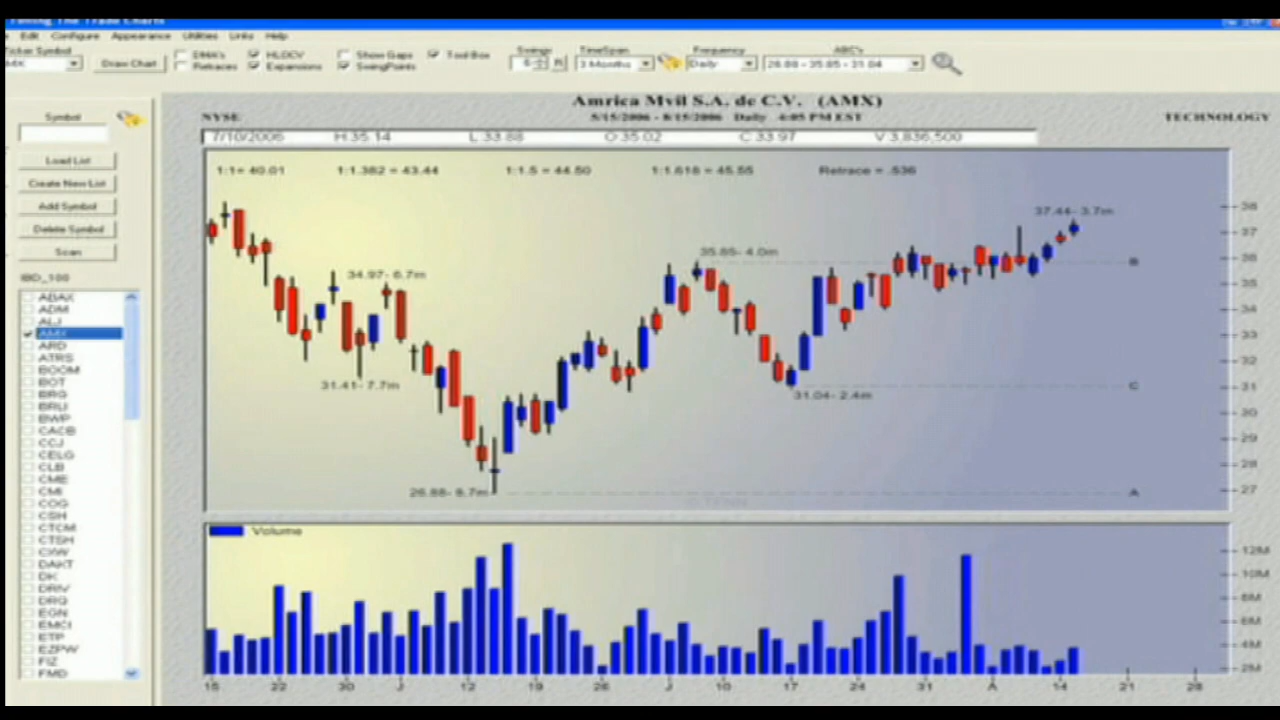 Timing The Trade Charts
Edit Configure Appearance Utilities Links Help
Ticker Symbol
AMX
Draw Chart
DMA's
Retraces
HLOCV
Expansions
Show Gaps
SwingPoints
Tool Box
Swings
6
TimeSpan
3 Months
Frequency
Daily
ABC's
26.88 - 35.85 - 31.04
Symbol
Load List
Create New List
Add Symbol
Delete Symbol
Scan
IBD_100
ABAX
ADM
ALJ
AMX
ARD
ATRS
BOOM
BOT
BRG
BRLI
BWP
CACB
CCJ
CELG
CLB
CME
CMI
COG
CSH
CTCM
CTSH
CXW
DAKT
DK
DRIV
DRQ
EGN
EMCI
ETP
EZPW
FIZ
FMD
Amrica Mvil S.A. de C.V. (AMX)
NYSE
5/15/2006 - 8/15/2006 Daily 4:05 PM EST
TECHNOLOGY
7/10/2006 H:35.14 L:33.88 O:35.02 C:33.97 V:3,836,500
1:1= 40.01 1:1.382 = 43.44 1:1.5 = 44.50 1:1.618 = 45.55 Retrace = .536
37.44- 3.7m
35.85- 4.0m
34.97- 6.7m
31.41- 7.7m
31.04- 2.4m
26.88- 8.7m
B
C
A
38
37
36
35
34
33
32
31
30
29
28
27
Volume
12M
10M
8M
6M
4M
2M
15 22 30 J 12 19 26 J 10 17 24 31 A 14 21 28